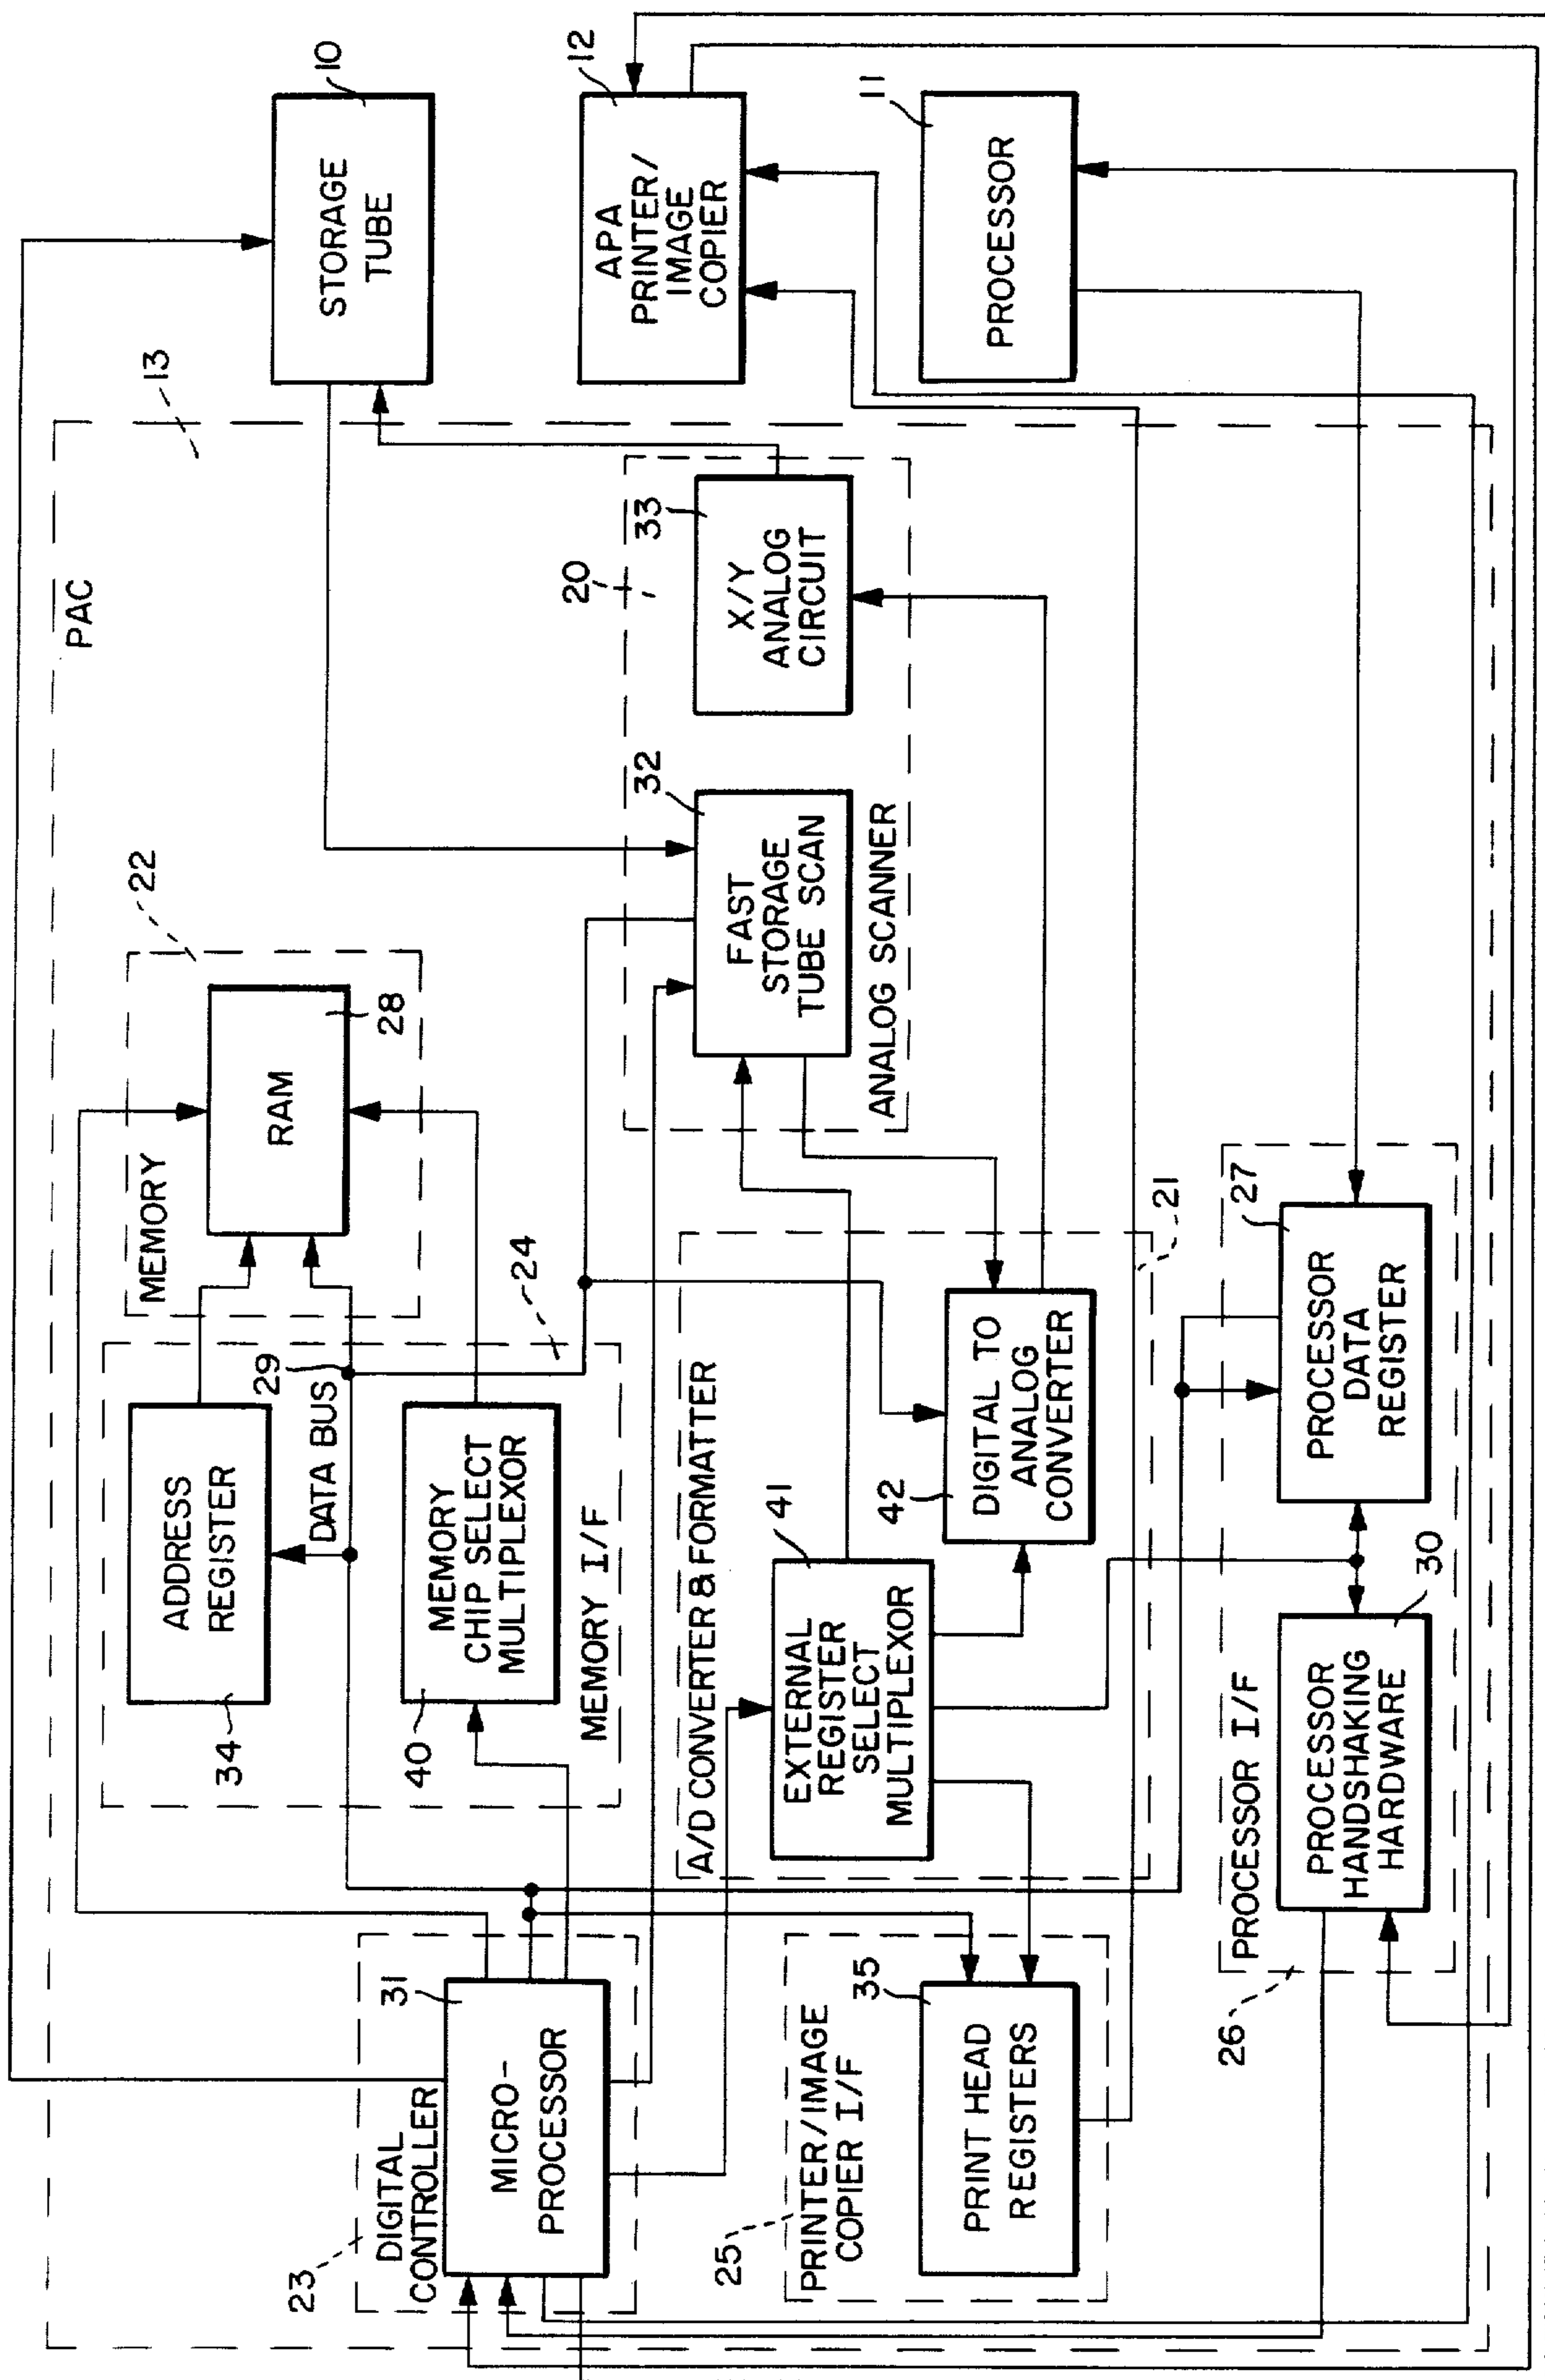 PAC
13
STORAGE
TUBE
10
APA
PRINTER/
IMAGE
COPIER
12
PROCESSOR
11
MEMORY
22
RAM
28
ADDRESS
REGISTER
34
DATA BUS
29
MEMORY
CHIP SELECT
MULTIPLEXOR
40
MEMORY I/F
24
20
X/Y
ANALOG
CIRCUIT
33
FAST
STORAGE
TUBE SCAN
32
ANALOG SCANNER
A/D CONVERTER & FORMATTER
21
EXTERNAL
REGISTER
SELECT
MULTIPLEXOR
41
DIGITAL TO
ANALOG
CONVERTER
42
DIGITAL
CONTROLLER
23
MICRO-
PROCESSOR
31
PRINTER/IMAGE
COPIER I/F
25
PRINT HEAD
REGISTERS
35
PROCESSOR I/F
26
PROCESSOR
HANDSHAKING
HARDWARE
30
PROCESSOR
DATA
REGISTER
27